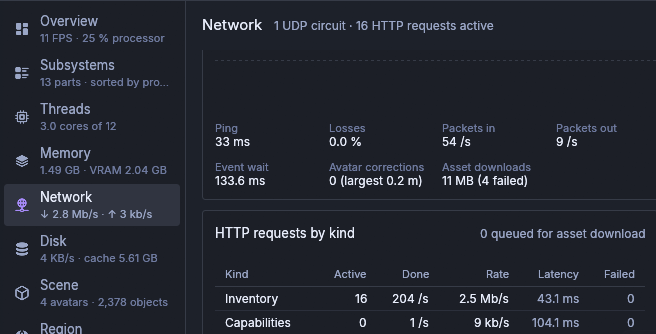 Overview
11 FPS · 25 % processor
Subsystems
13 parts · sorted by pro...
Threads
3.0 cores of 12
Memory
1.49 GB · VRAM 2.04 GB
Network
↓ 2.8 Mb/s · ↑ 3 kb/s
Disk
4 KB/s · cache 5.61 GB
Scene
4 avatars · 2,378 objects
Region
Network 1 UDP circuit · 16 HTTP requests active
Ping Losses Packets in Packets out
33 ms 0.0 % 54 /s 9 /s
Event wait Avatar corrections Asset downloads
133.6 ms 0 (largest 0.2 m) 11 MB (4 failed)
HTTP requests by kind 0 queued for asset download
Kind Active Done Rate Latency Failed
Inventory 16 204 /s 2.5 Mb/s 43.1 ms 0
Capabilities 0 1 /s 9 kb/s 104.1 ms 0